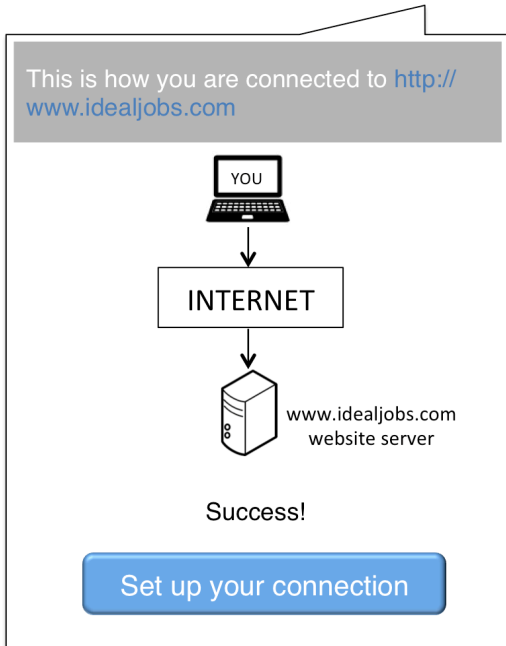 This is how you are connected to http://
www.idealjobs.com
YOU
INTERNET
www.idealjobs.com
website server
Success!
Set up your connection